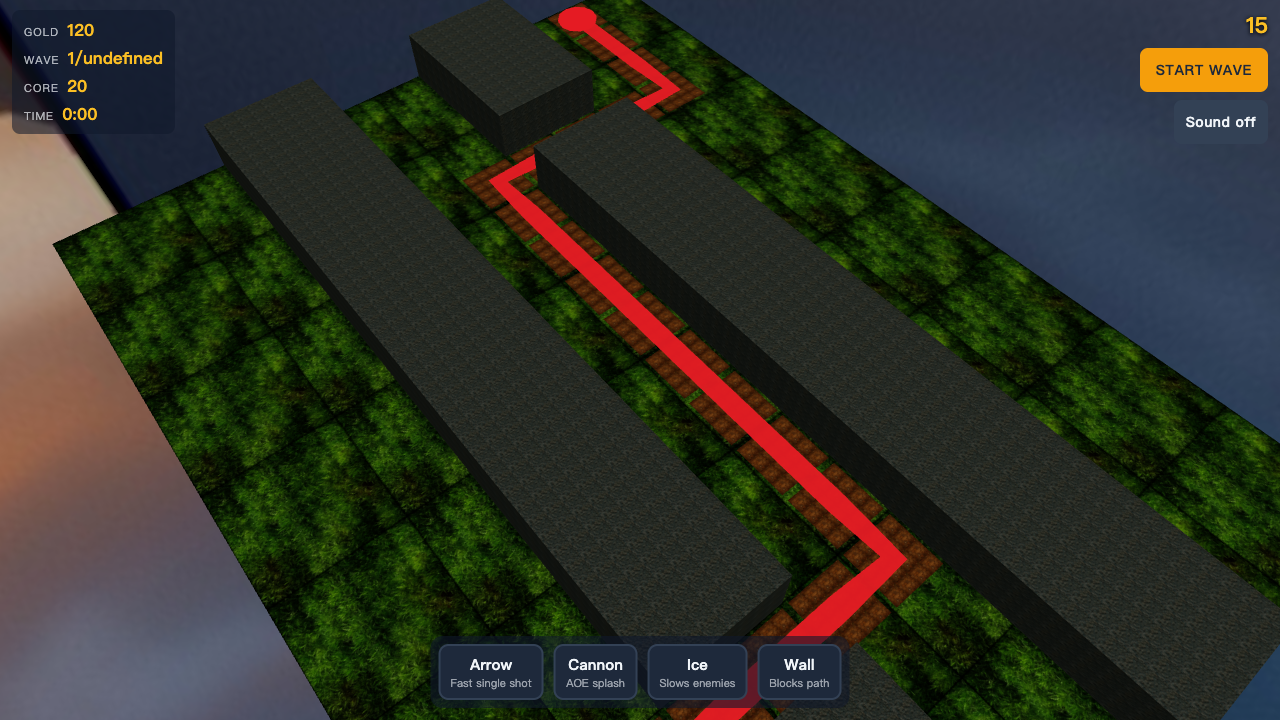 GOLD 120
WAVE 1/undefined
CORE 20
TIME 0:00
15
START WAVE
Sound off
Arrow
Fast single shot
Cannon
AOE splash
Ice
Slows enemies
Wall
Blocks path